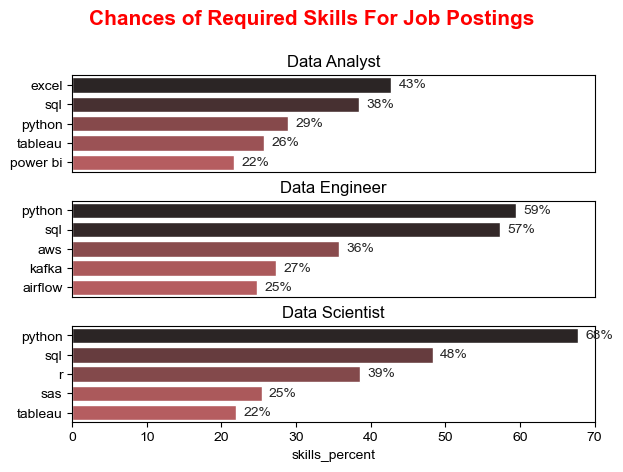 Chances of Required Skills For Job Postings
Data Analyst
excel 43%
sql 38%
python 29%
tableau 26%
power bi 22%
Data Engineer
python 59%
sql 57%
aws 36%
kafka 27%
airflow 25%
Data Scientist
python 68%
sql 48%
r 39%
sas 25%
tableau 22%
0 10 20 30 40 50 60 70
skills_percent